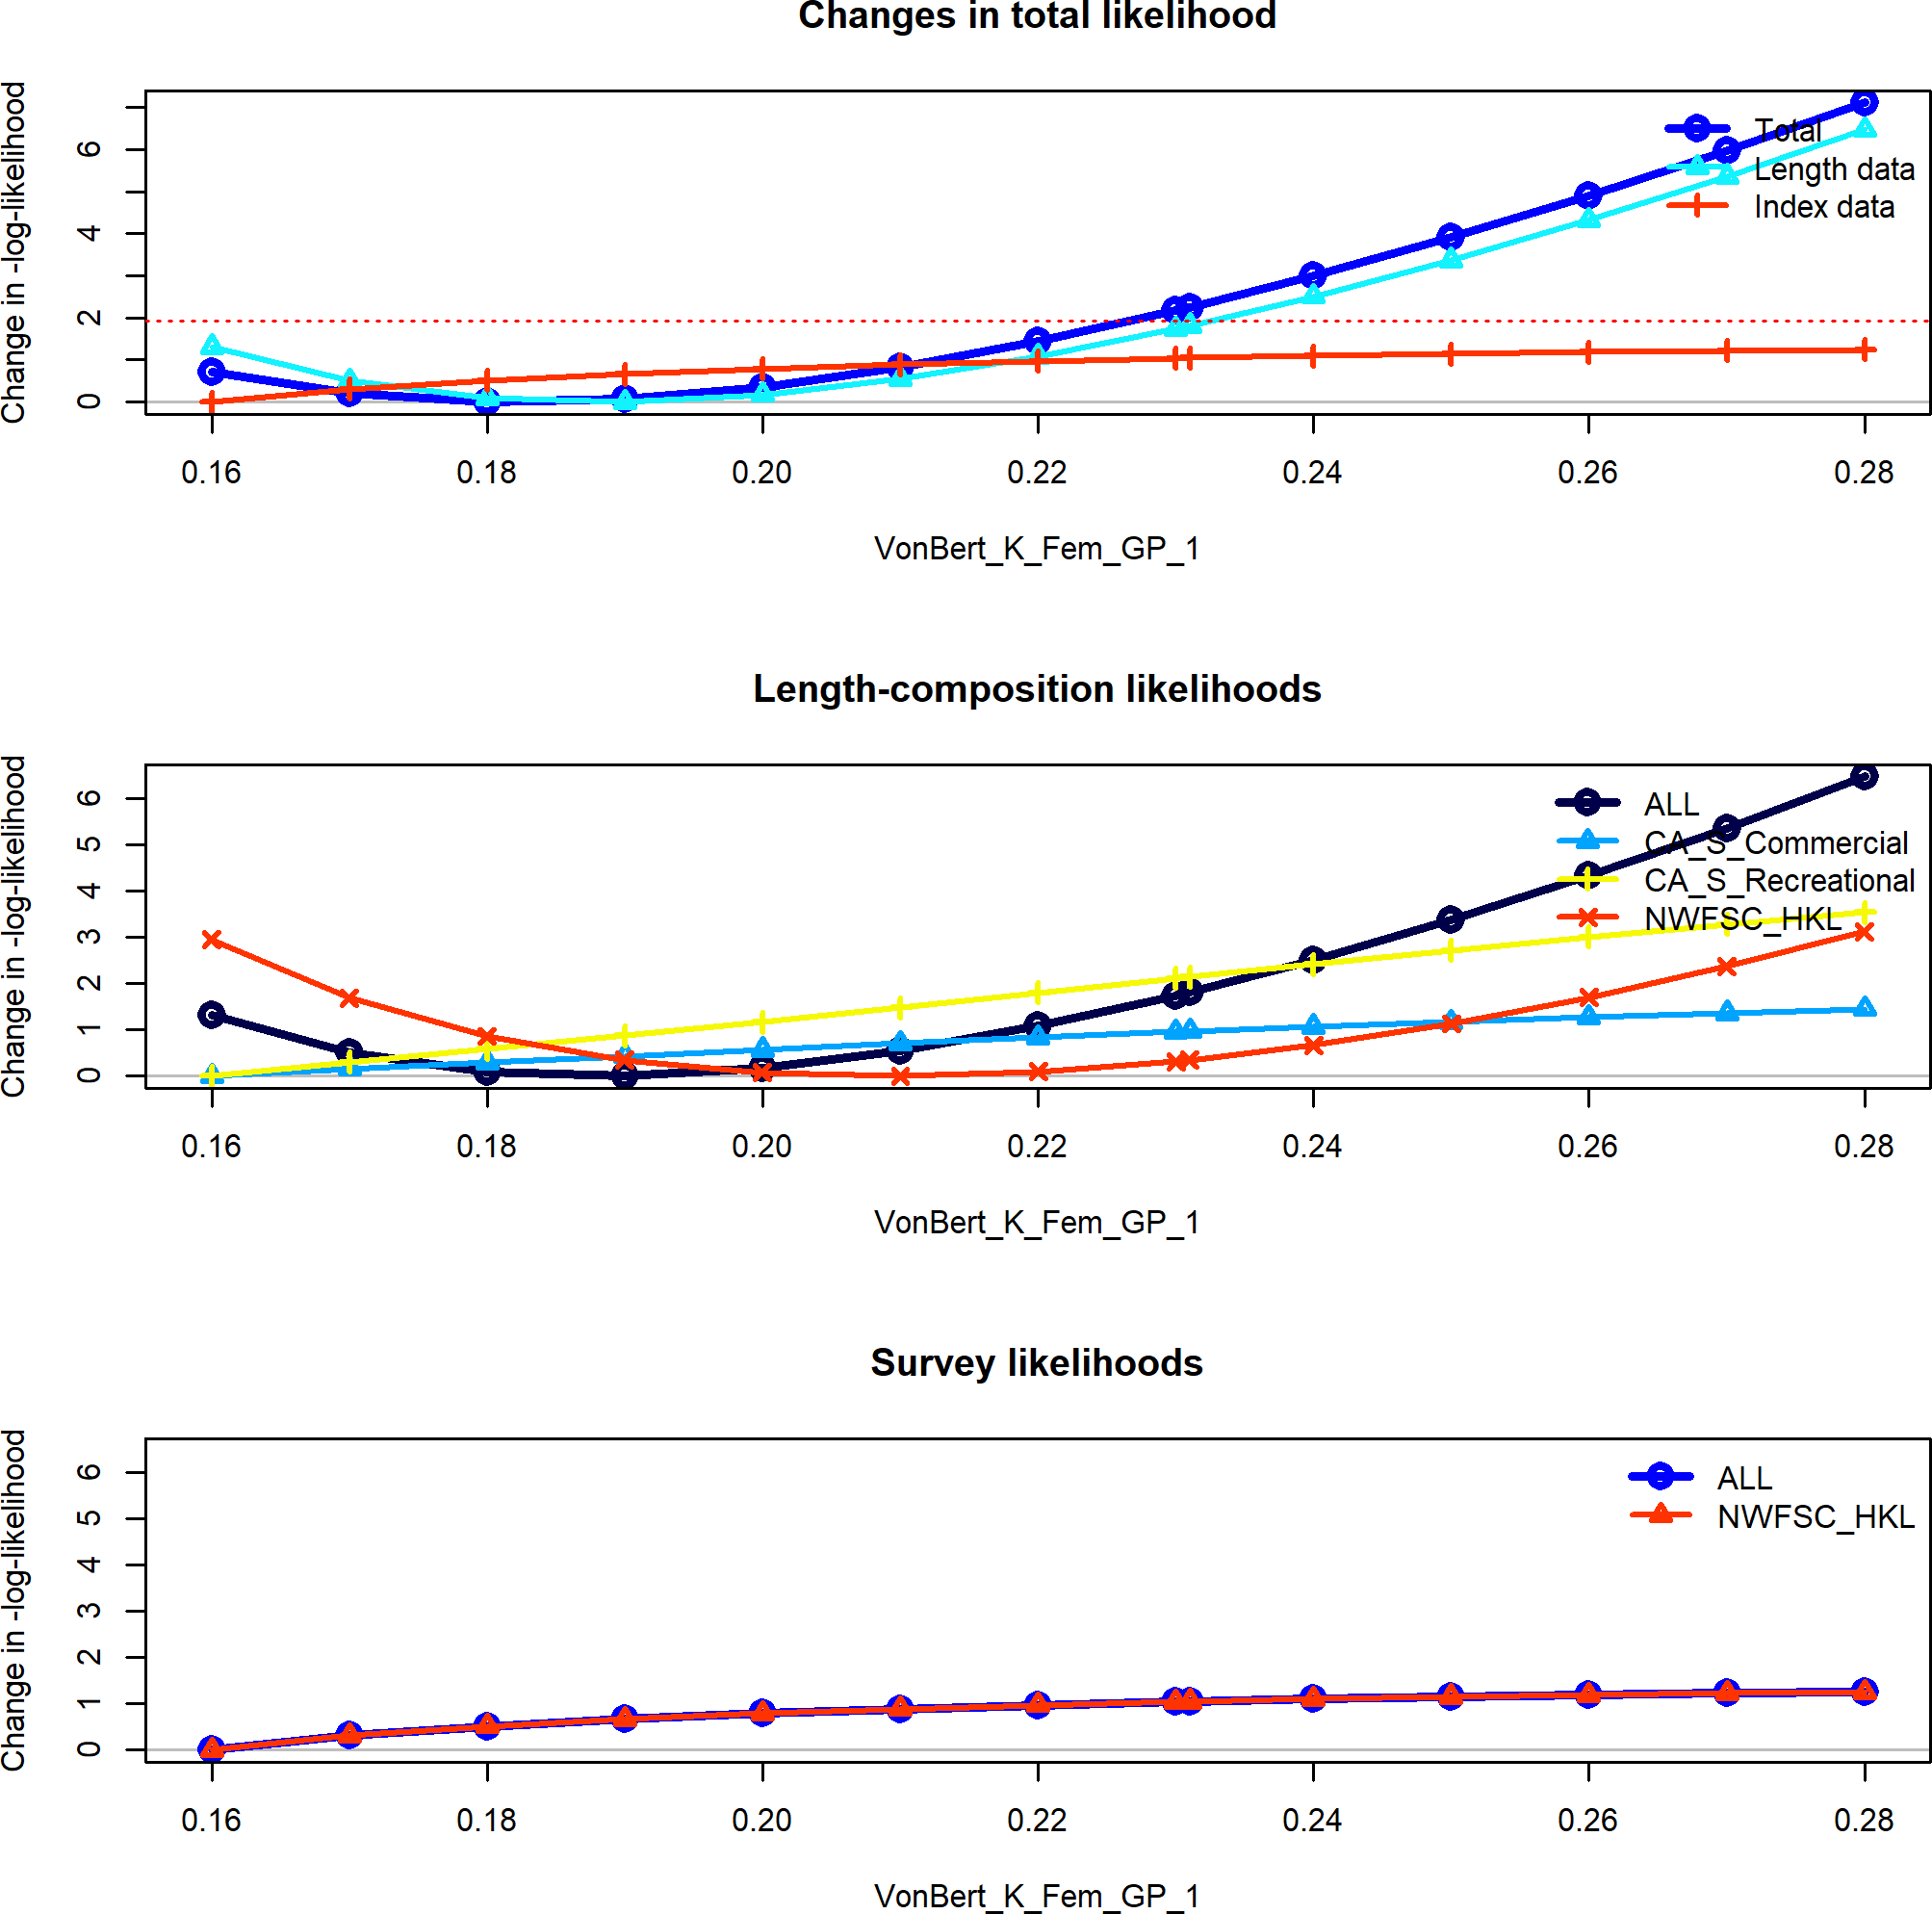 Changes in total likelihood
Change in -log-likelihood
6
4
2
0
Total
Length data
Index data
0.16 0.18 0.20 0.22 0.24 0.26 0.28
VonBert_K_Fem_GP_1
Length-composition likelihoods
Change in -log-likelihood
6
5
4
3
2
1
0
ALL
CA_S_Commercial
CA_S_Recreational
NWFSC_HKL
0.16 0.18 0.20 0.22 0.24 0.26 0.28
VonBert_K_Fem_GP_1
Survey likelihoods
Change in -log-likelihood
6
5
4
3
2
1
0
ALL
NWFSC_HKL
0.16 0.18 0.20 0.22 0.24 0.26 0.28
VonBert_K_Fem_GP_1